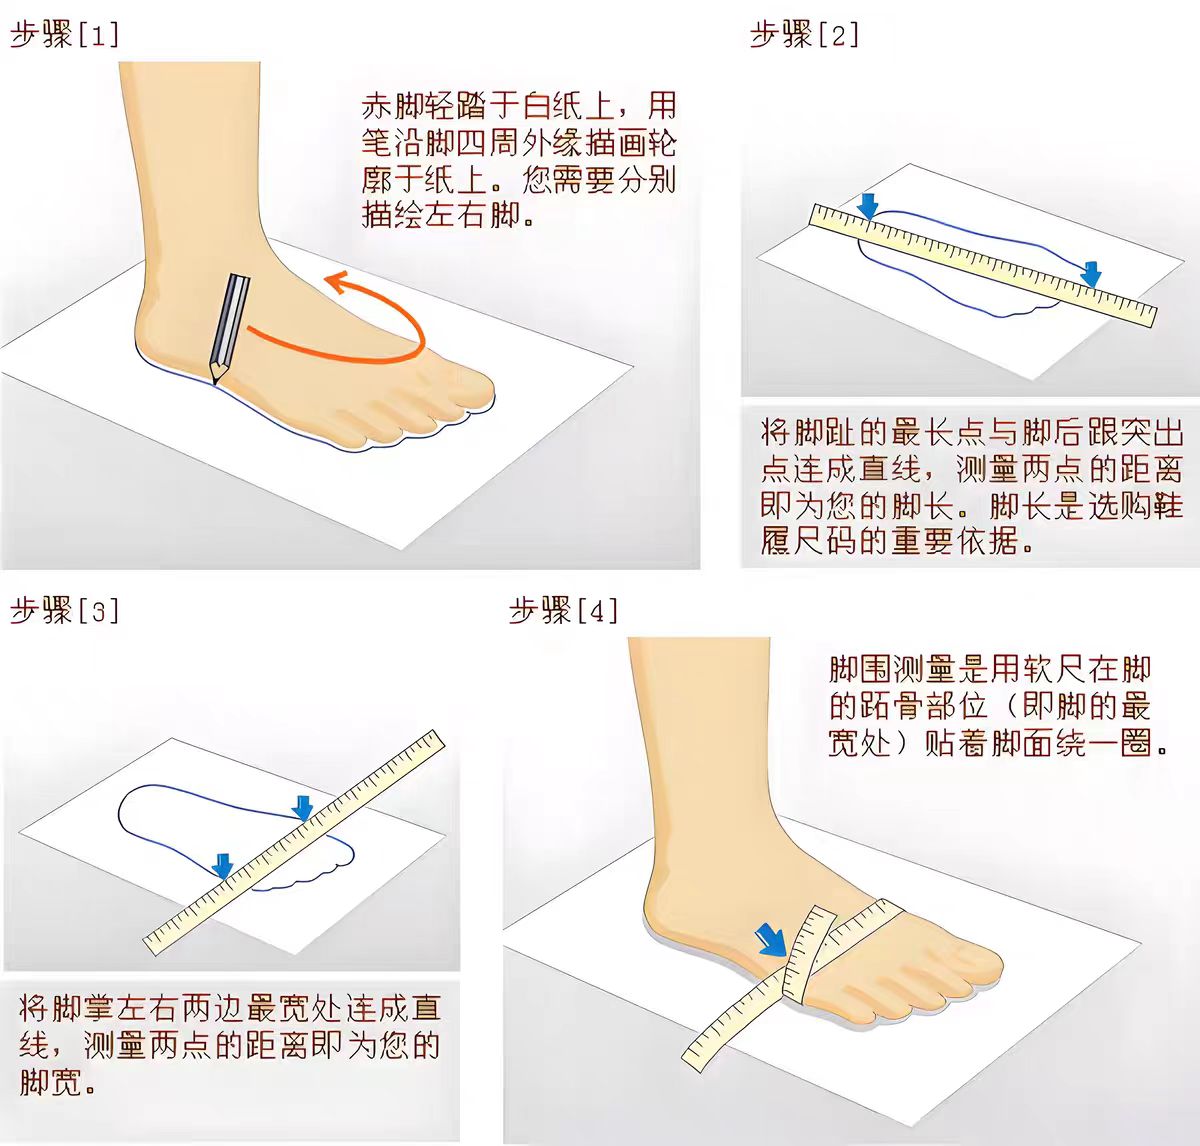 步骤[1]
赤脚轻踏于白纸上，用
笔沿脚四周外缘描画轮
廓于纸上。您需要分别
描绘左右脚。
步骤[2]
将脚趾的最长点与脚后跟突出
点连成直线，测量两点的距离
即为您的脚长。脚长是选购鞋
履尺码的重要依据。
步骤[3]
将脚掌左右两边最宽处连成直
线，测量两点的距离即为您的
脚宽。
步骤[4]
脚围测量是用软尺在脚
的跖骨部位（即脚的最
宽处）贴着脚面绕一圈。